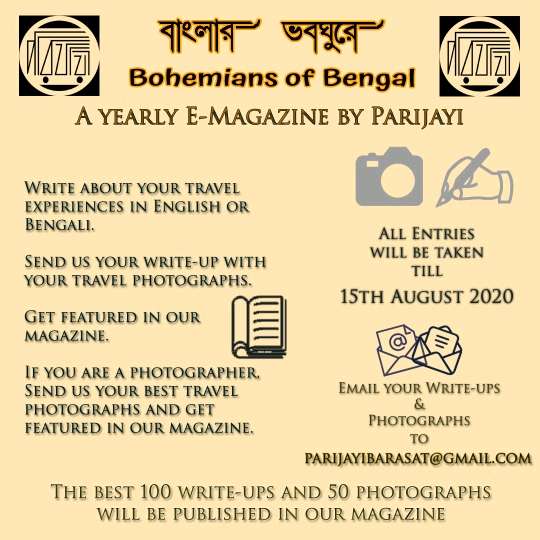 বাংলার ভবঘুরে
Bohemians of Bengal
A yearly E-Magazine by Parijayi
Write about your travel
experiences in English or
Bengali.
Send us your write-up with
your travel photographs.
Get featured in our
magazine.
If you are a photographer,
Send us your best travel
photographs and get
featured in our magazine.
All Entries
will be taken
till
15th August 2020
@
Email your Write-ups
&
Photographs
to
parijayibarasat@gmail.com
The best 100 write-ups and 50 photographs
will be published in our magazine